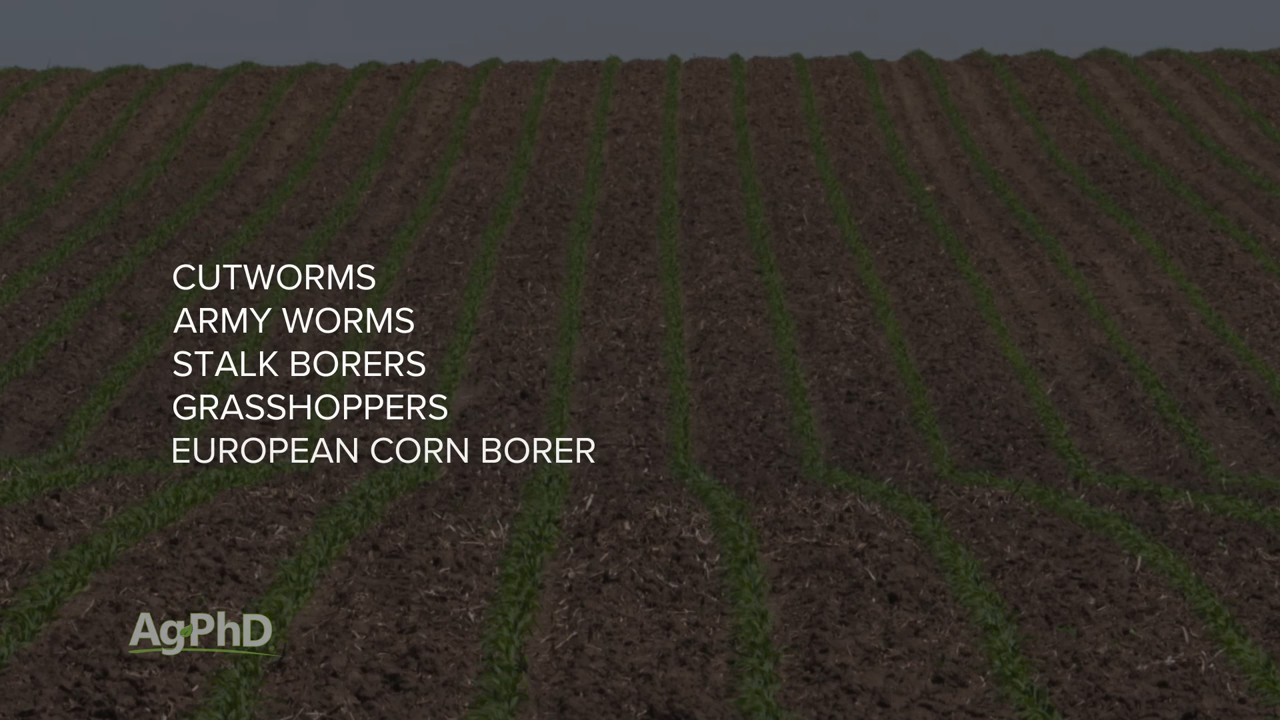 CUTWORMS
ARMY WORMS
STALK BORERS
GRASSHOPPERS
EUROPEAN CORN BORER
AgPhD